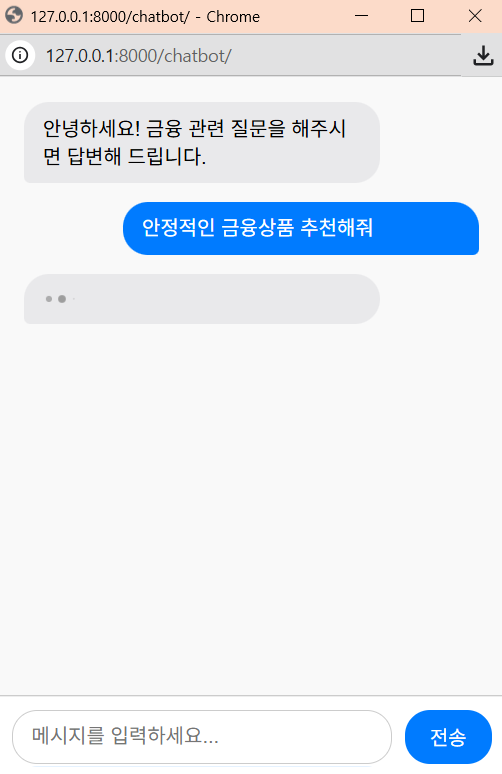 127.0.0.1:8000/chatbot/ - Chrome
127.0.0.1:8000/chatbot/
안녕하세요! 금융 관련 질문을 해주시
면 답변해 드립니다.
안정적인 금융상품 추천해줘
메시지를 입력하세요...
전송